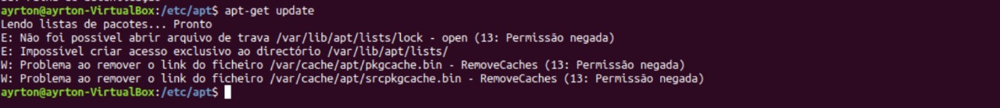 ayrton@ayrton-VirtualBox:/etc/apt$ apt-get update
Lendo listas de pacotes... Pronto
E: Não foi possível abrir arquivo de trava /var/lib/apt/lists/lock - open (13: Permissão negada)
E: Impossível criar acesso exclusivo ao directório /var/lib/apt/lists/
W: Problema ao remover o link do ficheiro /var/cache/apt/pkgcache.bin - RemoveCaches (13: Permissão negada)
W: Problema ao remover o link do ficheiro /var/cache/apt/srcpkgcache.bin - RemoveCaches (13: Permissão negada)
ayrton@ayrton-VirtualBox:/etc/apt$